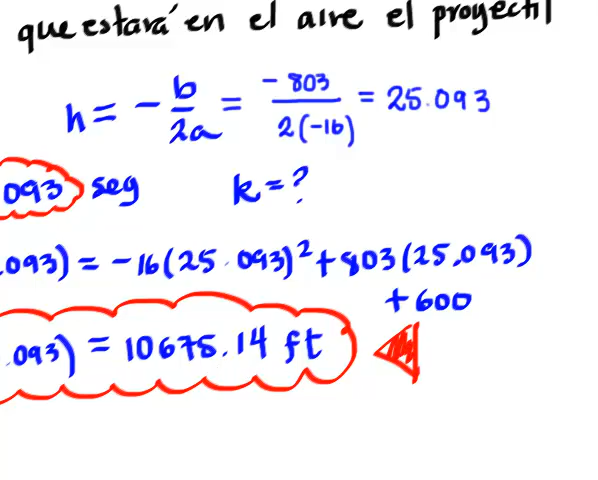 que estará en el aire el proyectil
h = - b/2a = -803/2(-16) = 25.093
093 seg k = ?
.093) = -16(25.093)² + 803(25.093)
+ 600
.093) = 10678.14 ft